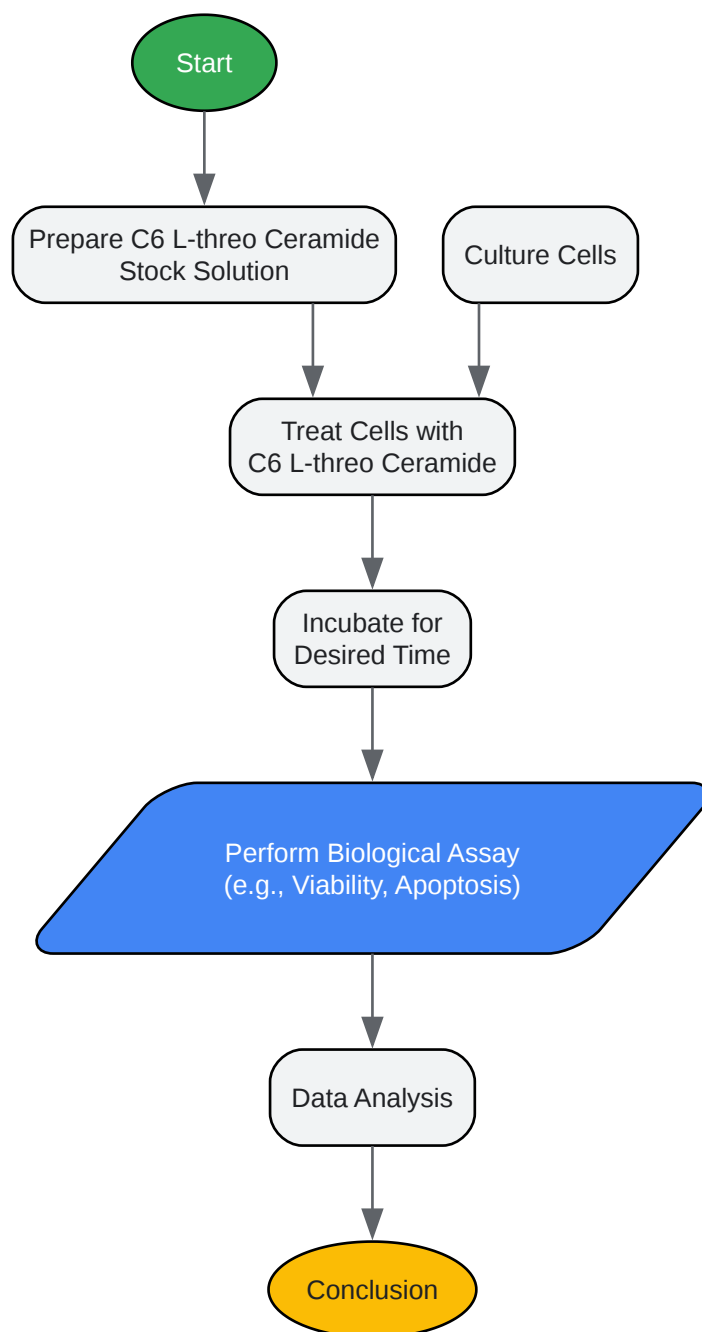 Start
Prepare C6 L-threo Ceramide
Stock Solution
Culture Cells
Treat Cells with
C6 L-threo Ceramide
Incubate for
Desired Time
Perform Biological Assay
(e.g., Viability, Apoptosis)
Data Analysis
Conclusion